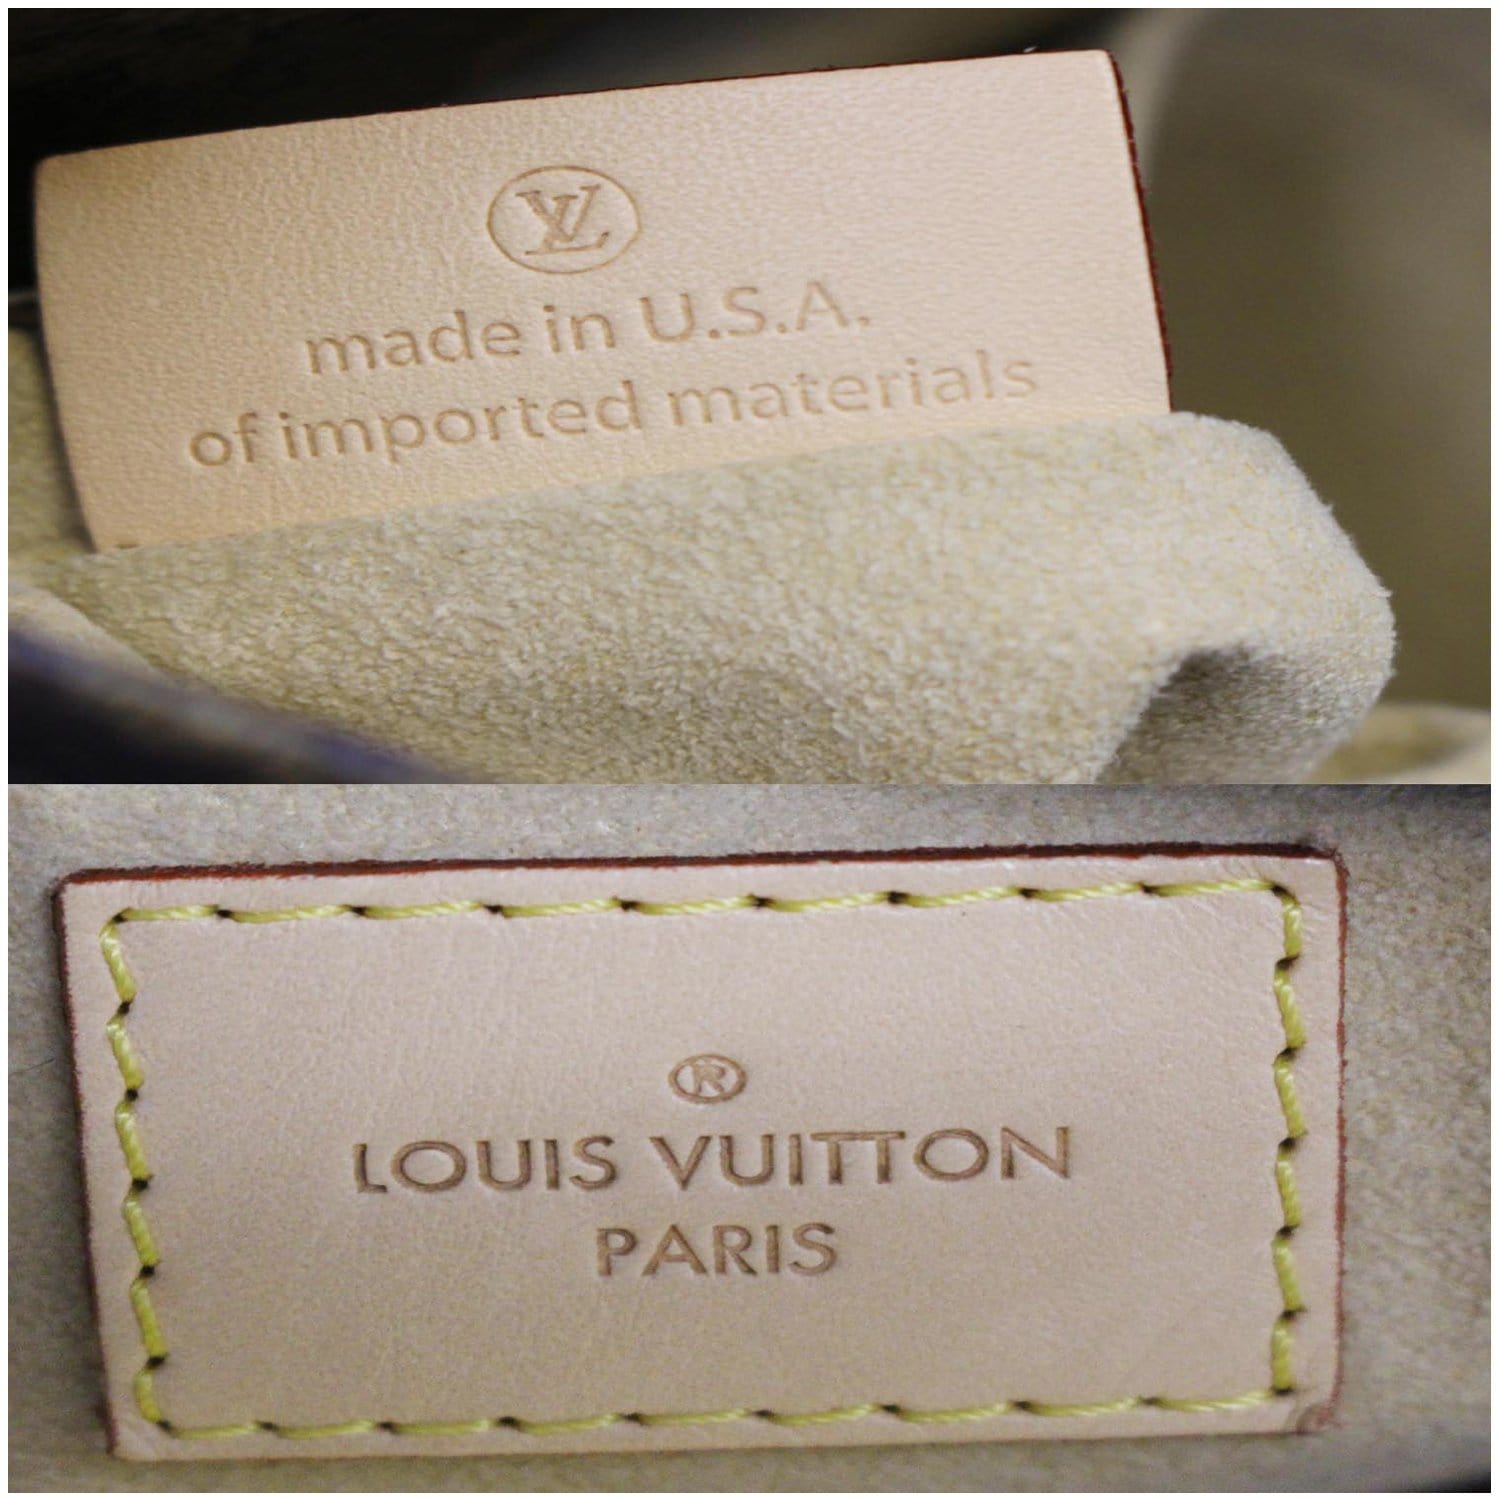 LV
made in U.S.A.
of imported materials
®
LOUIS VUITTON
PARIS